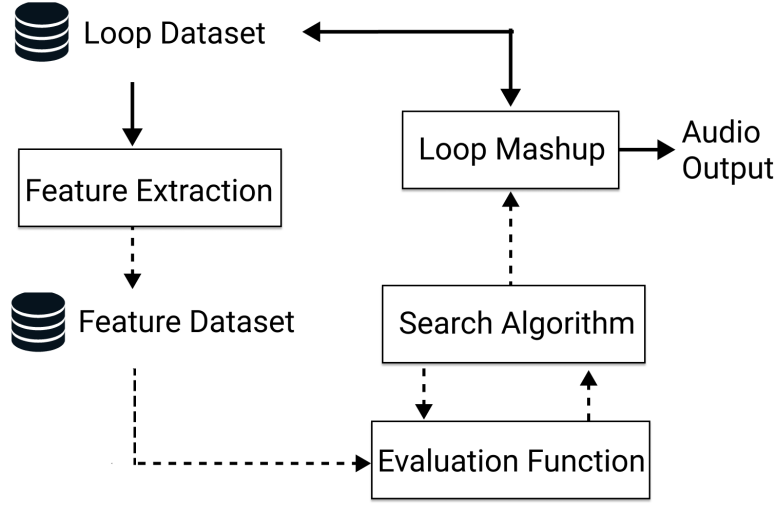 Loop Dataset
Loop Mashup
Audio
Output
Feature Extraction
Feature Dataset
Search Algorithm
Evaluation Function